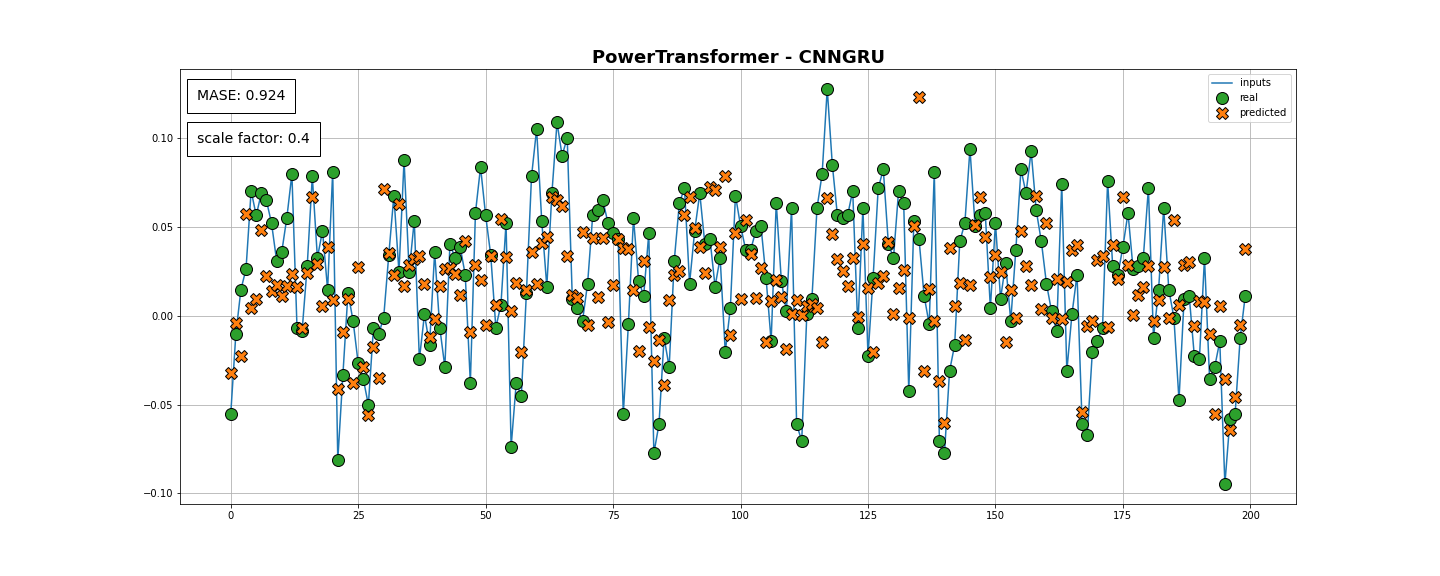 PowerTransformer - CNNGRU
MASE: 0.924
scale factor: 0.4
inputs
real
predicted
0.10
0.05
0.00
−0.05
−0.10
0 25 50 75 100 125 150 175 200